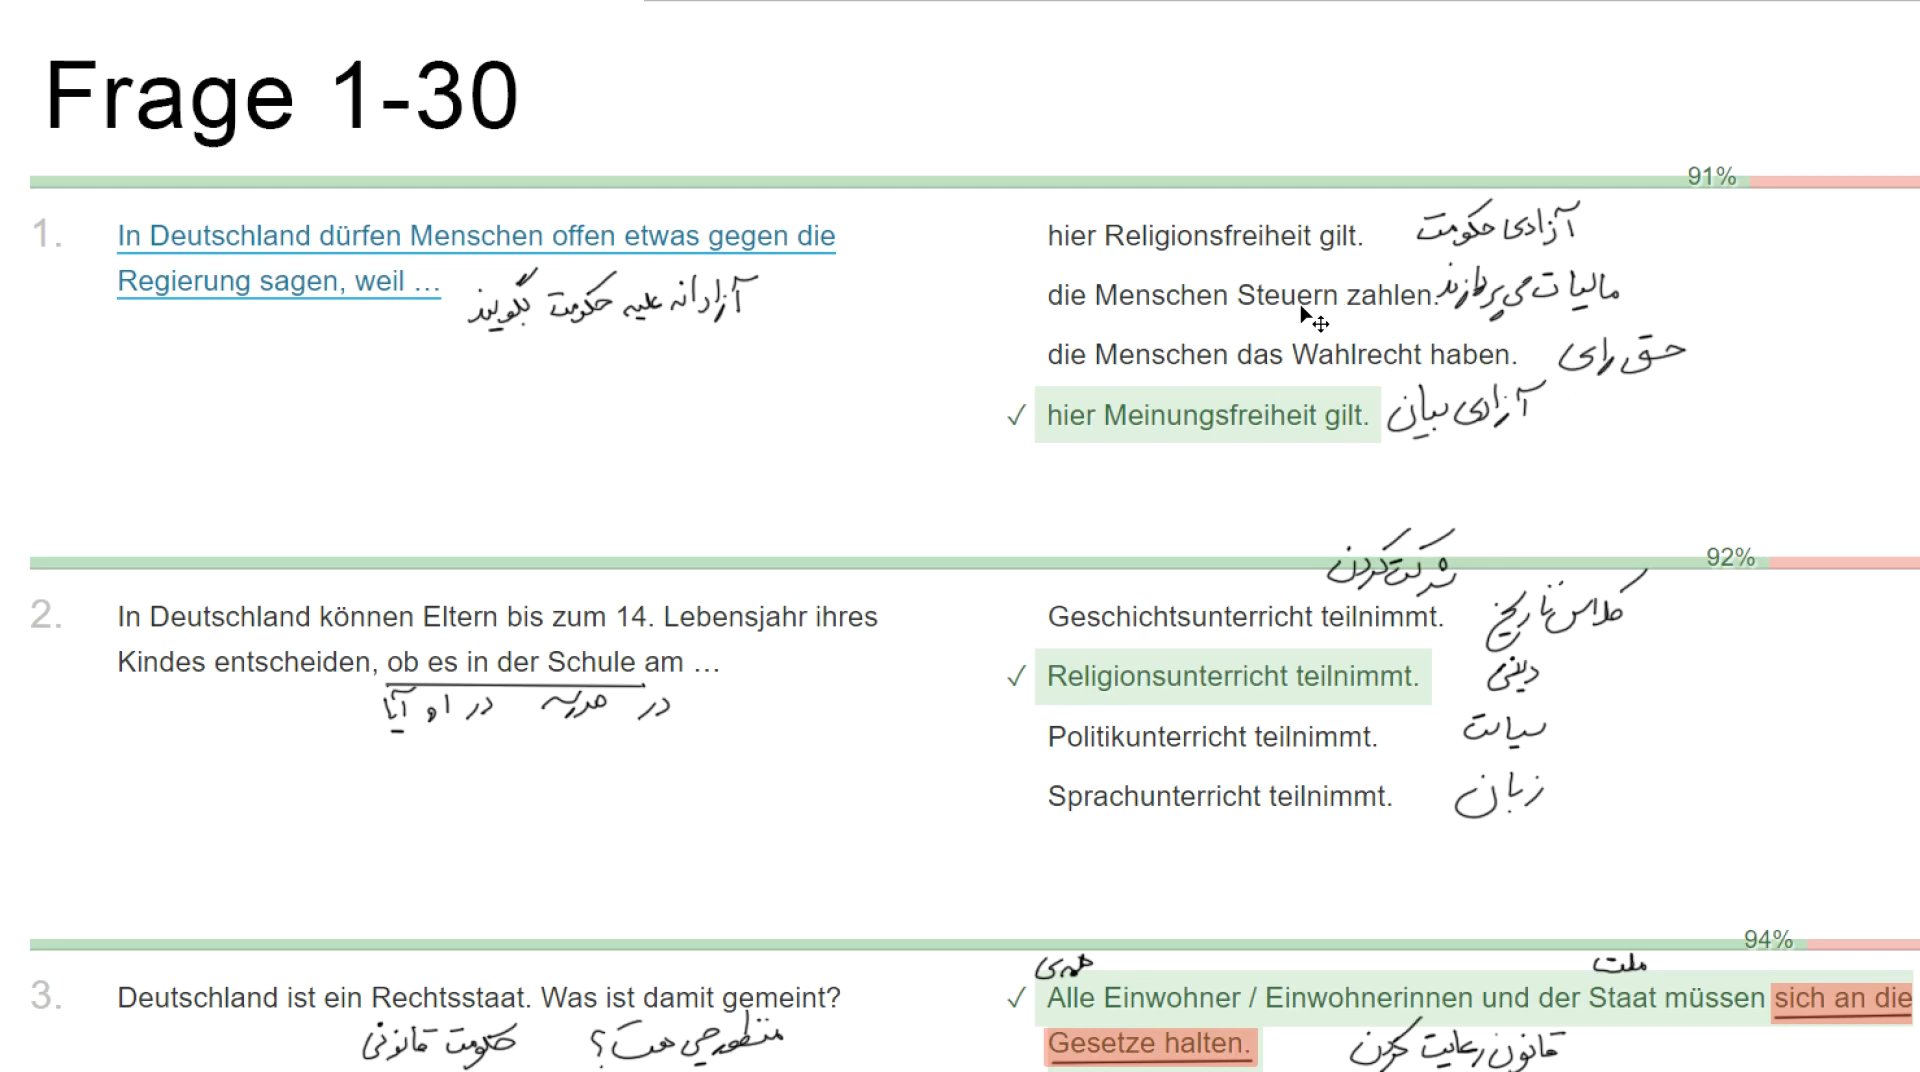 Frage 1-30
91%
1. In Deutschland dürfen Menschen offen etwas gegen die
Regierung sagen, weil …
آزادانه علیه حکومت بگویند
hier Religionsfreiheit gilt. آزادی حکومت
die Menschen Steuern zahlen. مالیات می پردازند
die Menschen das Wahlrecht haben. حق رای
✓ hier Meinungsfreiheit gilt. آزادی بیان
92%
2. In Deutschland können Eltern bis zum 14. Lebensjahr ihres
Kindes entscheiden, ob es in der Schule am …
آیا او در مدرسه در
شرکت کردن
Geschichtsunterricht teilnimmt. کلاس تاریخ
✓ Religionsunterricht teilnimmt. دینی
Politikunterricht teilnimmt. سیاست
Sprachunterricht teilnimmt. زبان
94%
3. Deutschland ist ein Rechtsstaat. Was ist damit gemeint?
حکومت قانونی منظور چی هست؟
ملت
✓ Alle Einwohner / Einwohnerinnen und der Staat müssen sich an die
Gesetze halten. قانون رعایت کردن